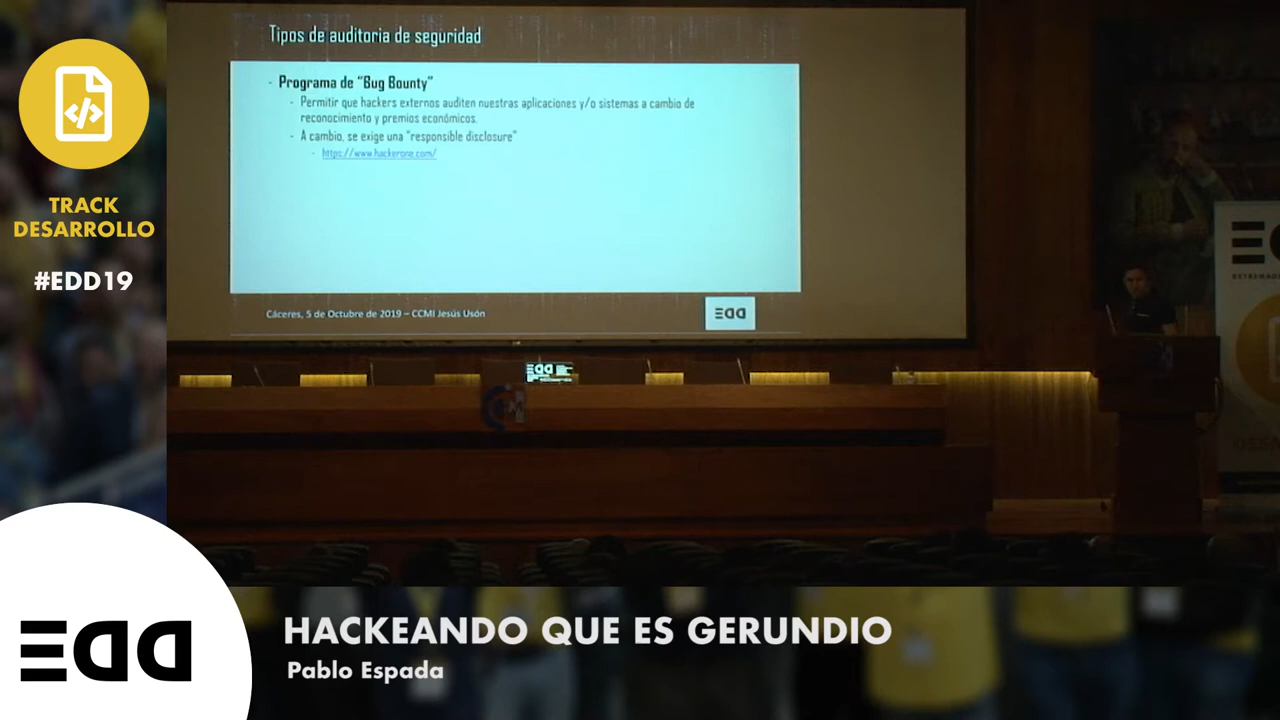 Tipos de auditoria de seguridad
- Programa de “Bug Bounty”
- Permitir que hackers externos auditen nuestras aplicaciones y/o sistemas a cambio de
reconocimiento y premios económicos.
- A cambio, se exige una “responsible disclosure”
- https://www.hackerone.com/
Cáceres, 5 de Octubre de 2019 – CCMI Jesús Usón
EDD
TRACK
DESARROLLO
#EDD19
EDD
HACKEANDO QUE ES GERUNDIO
Pablo Espada